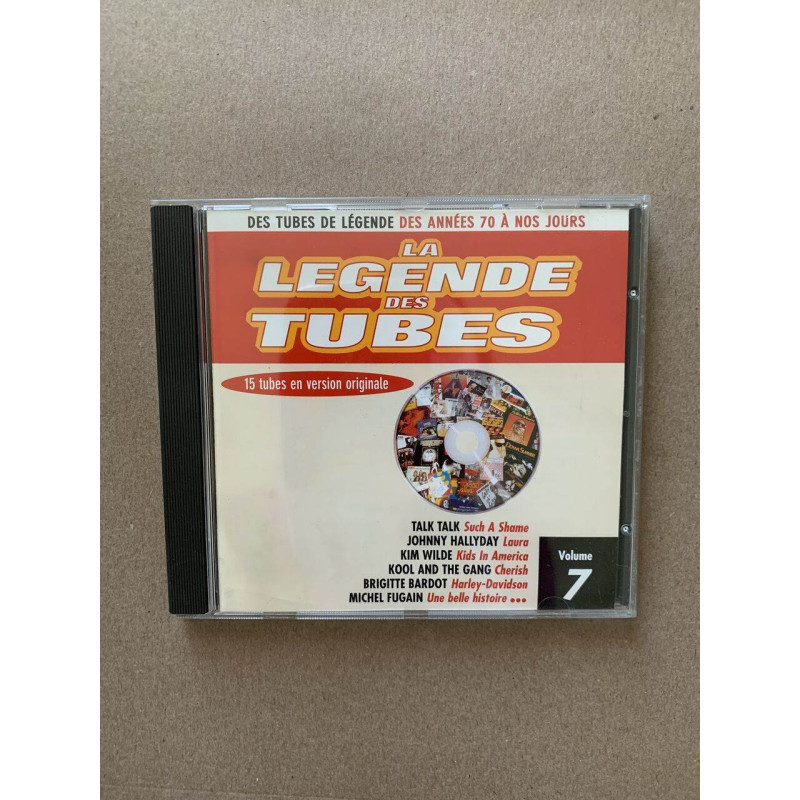 DES TUBES DE LÉGENDE DES ANNÉES 70 À NOS JOURS
LA
LEGENDE
DES
TUBES
15 tubes en version originale
TALK TALK Such A Shame
JOHNNY HALLYDAY Laura
KIM WILDE Kids In America
KOOL AND THE GANG Cherish
BRIGITTE BARDOT Harley-Davidson
MICHEL FUGAIN Une belle histoire ...
Volume
7